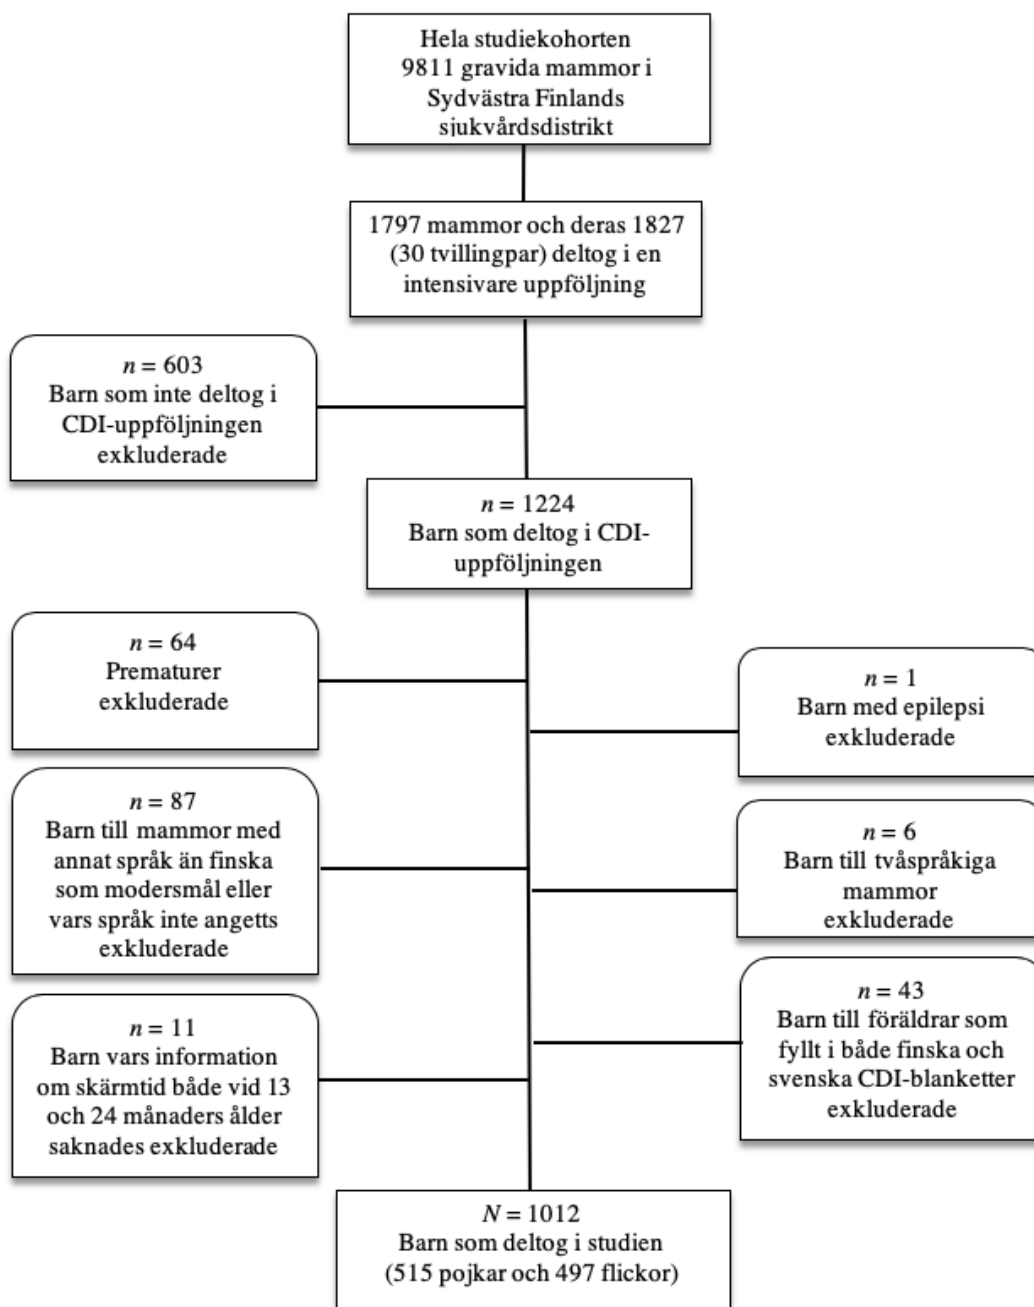 Hela studiekohorten
9811 gravida mammor i
Sydvästra Finlands
sjukvårdsdistrikt
1797 mammor och deras 1827
(30 tvillingpar) deltog i en
intensivare uppföljning
n = 603
Barn som inte deltog i
CDI-uppföljningen
exkluderade
n = 1224
Barn som deltog i CDI-
uppföljningen
n = 64
Prematurer
exkluderade
n = 1
Barn med epilepsi
exkluderade
n = 87
Barn till mammor med
annat språk än finska
som modersmål eller
vars språk inte angetts
exkluderade
n = 6
Barn till tvåspråkiga
mammor
exkluderade
n = 11
Barn vars information
om skärmtid både vid 13
och 24 månaders ålder
saknades exkluderade
n = 43
Barn till föräldrar som
fyllt i både finska och
svenska CDI-blanketter
exkluderade
N = 1012
Barn som deltog i studien
(515 pojkar och 497 flickor)